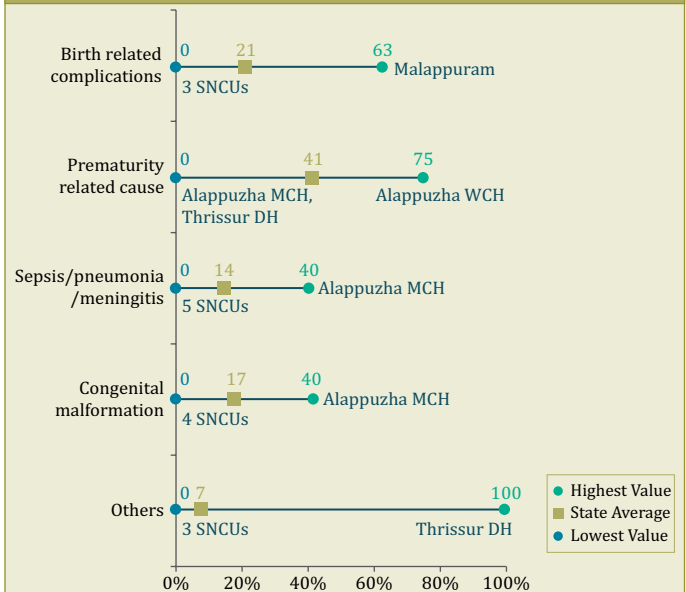 0
21
63
Birth related
complications
Malappuram
3 SNCUs
0
41
75
Prematurity
related cause
Alappuzha MCH,
Thrissur DH
Alappuzha WCH
0
14
40
Sepsis/pneumonia
/meningitis
Alappuzha MCH
5 SNCUs
0
17
40
Congenital
malformation
Alappuzha MCH
4 SNCUs
0
7
100
Others
3 SNCUs
Thrissur DH
Highest Value
State Average
Lowest Value
0% 20% 40% 60% 80% 100%